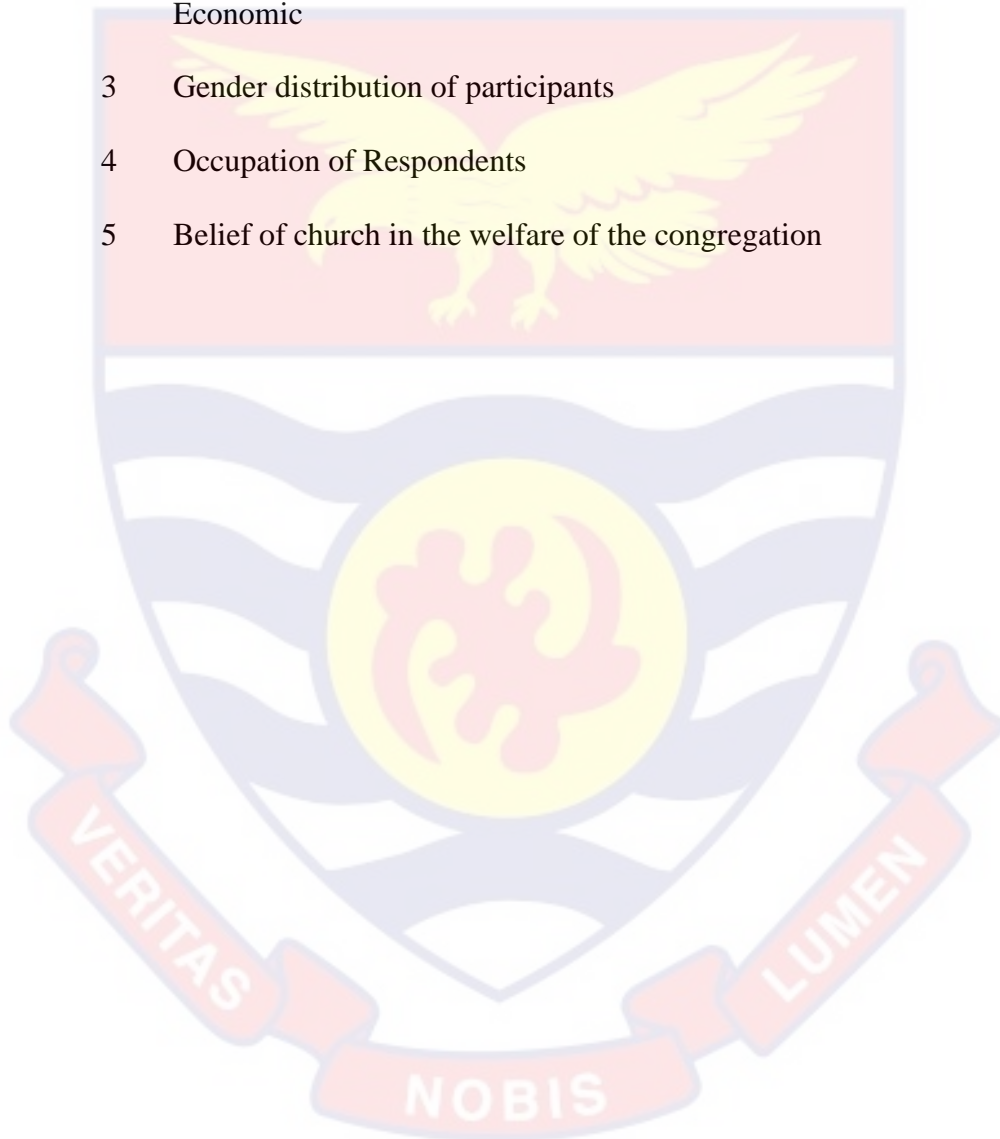 Economic
3 Gender distribution of participants
4 Occupation of Respondents
5 Belief of church in the welfare of the congregation
VERITAS
NOBIS
LUMEN